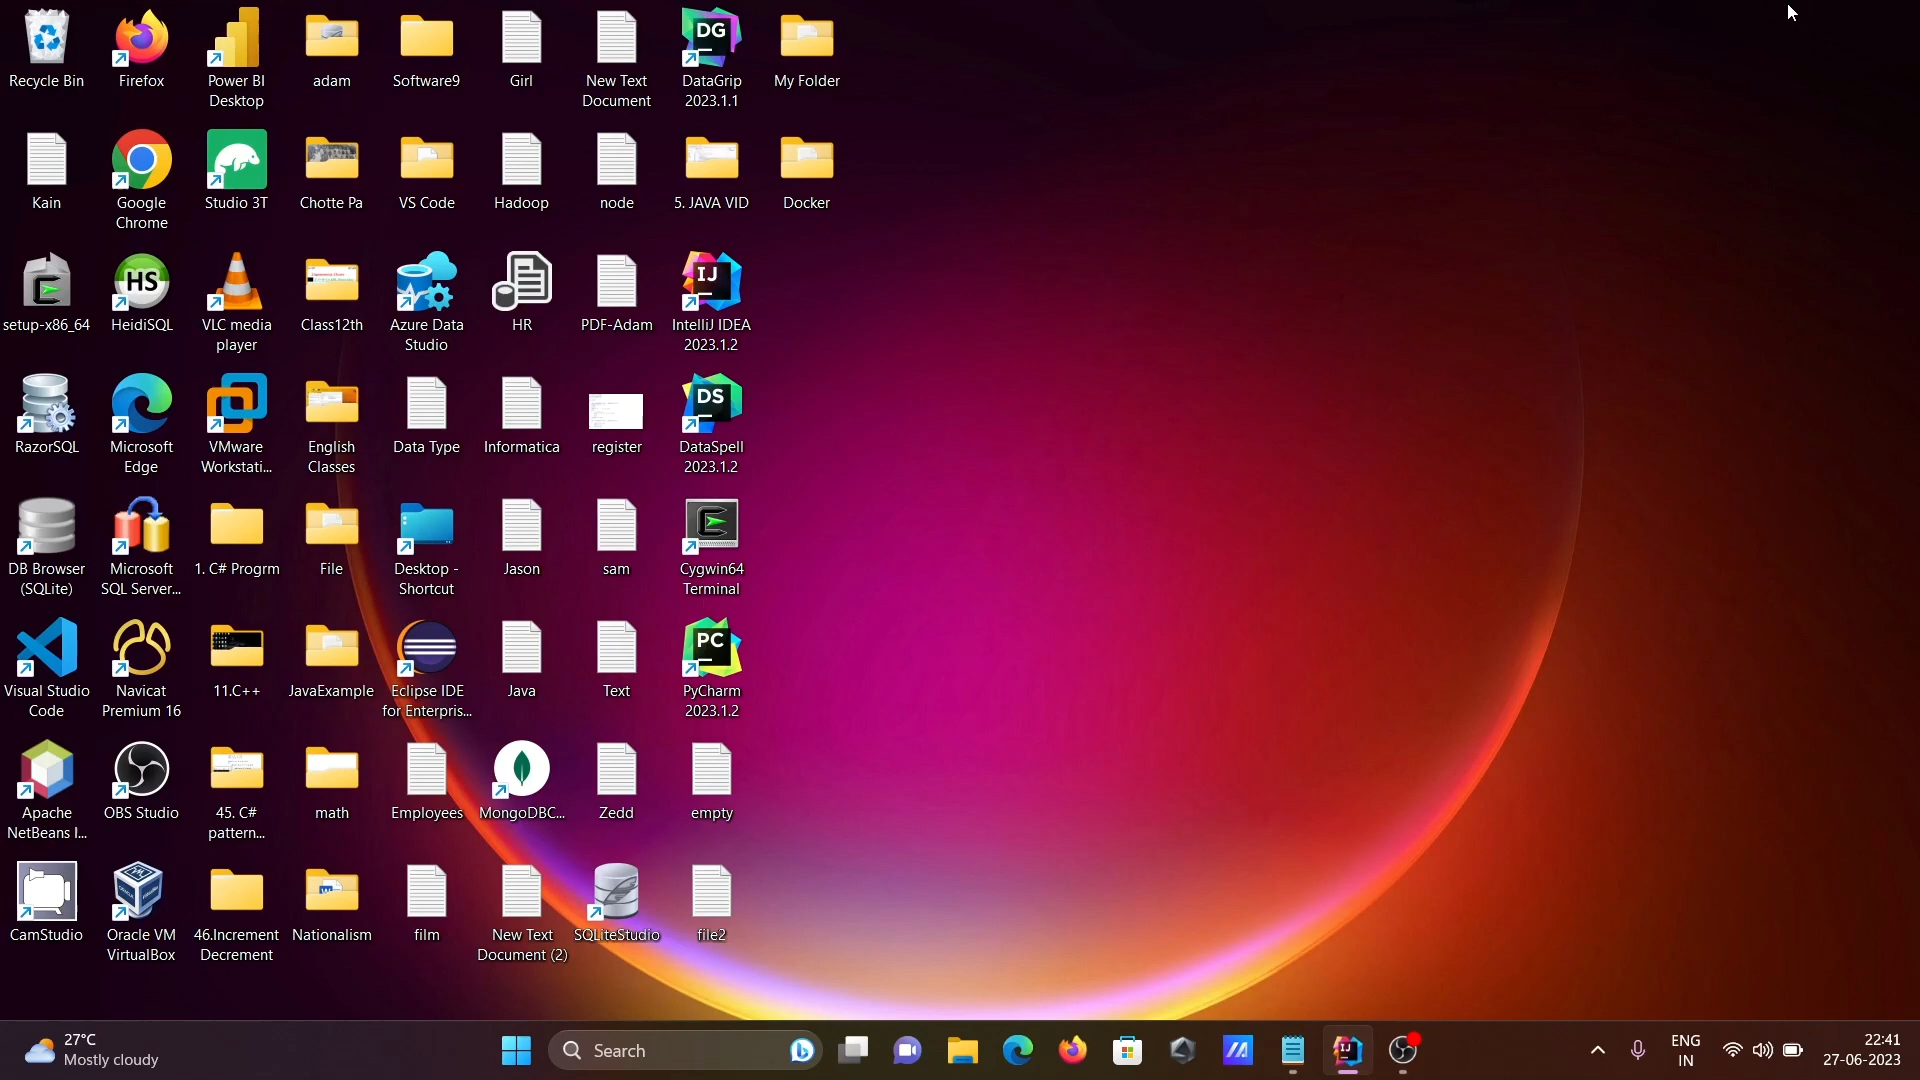 Recycle Bin
Firefox
Power BI
Desktop
adam
Software9
Girl
New Text
Document
DG
DataGrip
2023.1.1
My Folder
Kain
Google
Chrome
Studio 3T
Chotte Pa
VS Code
Hadoop
node
5. JAVA VID
Docker
setup-x86_64
HS
HeidiSQL
VLC media
player
Class12th
Azure Data
Studio
HR
PDF-Adam
IJ
IntelliJ IDEA
2023.1.2
RazorSQL
Microsoft
Edge
VMware
Workstati...
English
Classes
Data Type
Informatica
register
DS
DataSpell
2023.1.2
DB Browser
(SQLite)
Microsoft
SQL Server...
1. C# Progrm
File
Desktop -
Shortcut
Jason
sam
Cygwin64
Terminal
Visual Studio
Code
Navicat
Premium 16
11.C++
JavaExample
Eclipse IDE
for Enterpris...
Java
Text
PC
PyCharm
2023.1.2
Apache
NetBeans I...
OBS Studio
45. C#
pattern...
math
Employees
MongoDBC...
Zedd
empty
CamStudio
Oracle VM
VirtualBox
46.Increment
Decrement
Nationalism
film
New Text
Document (2)
SQLiteStudio
file2
27°C
Mostly cloudy
Search
ENG
IN
22:41
27-06-2023